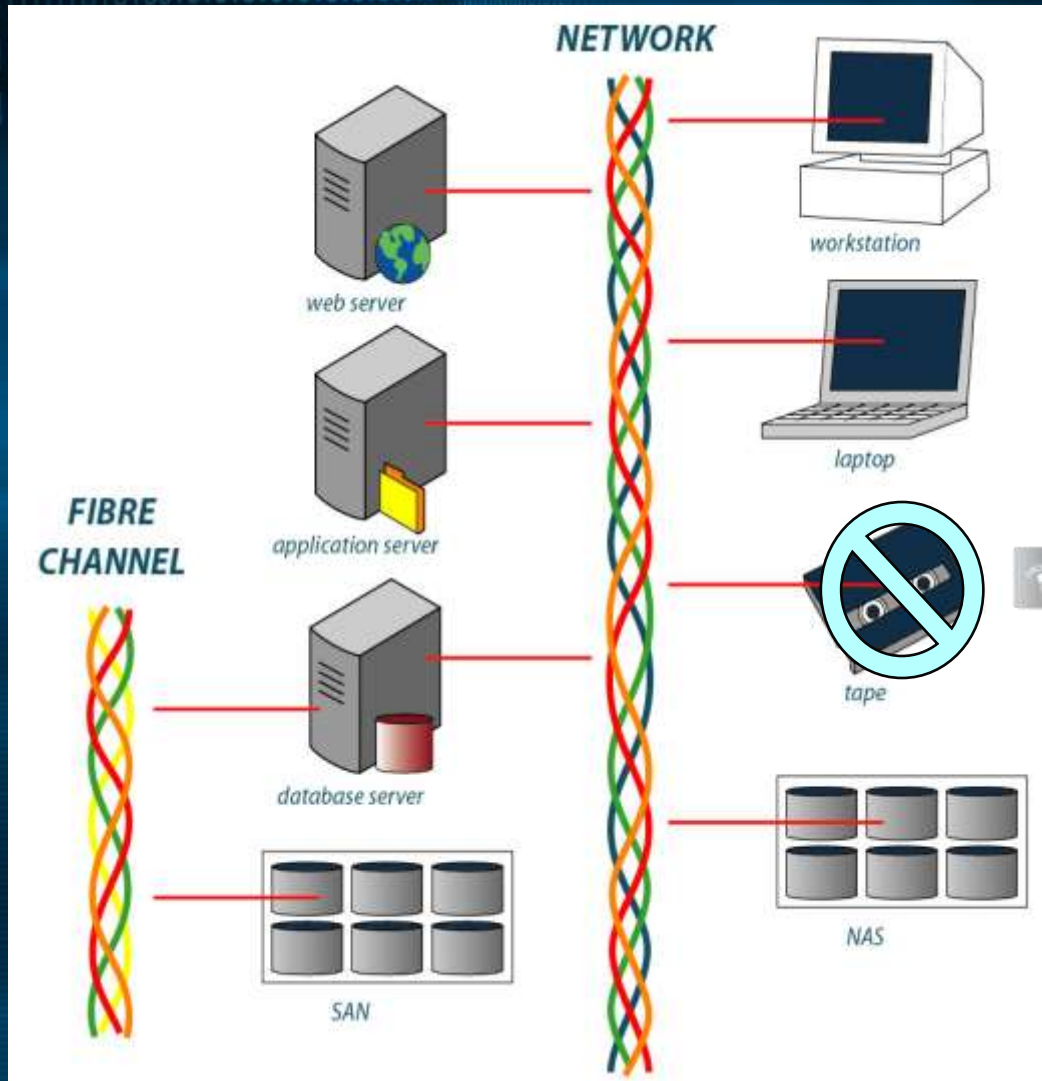 NETWORK
workstation
web server
laptop
application server
FIBRE
CHANNEL
tape
database server
NAS
SAN